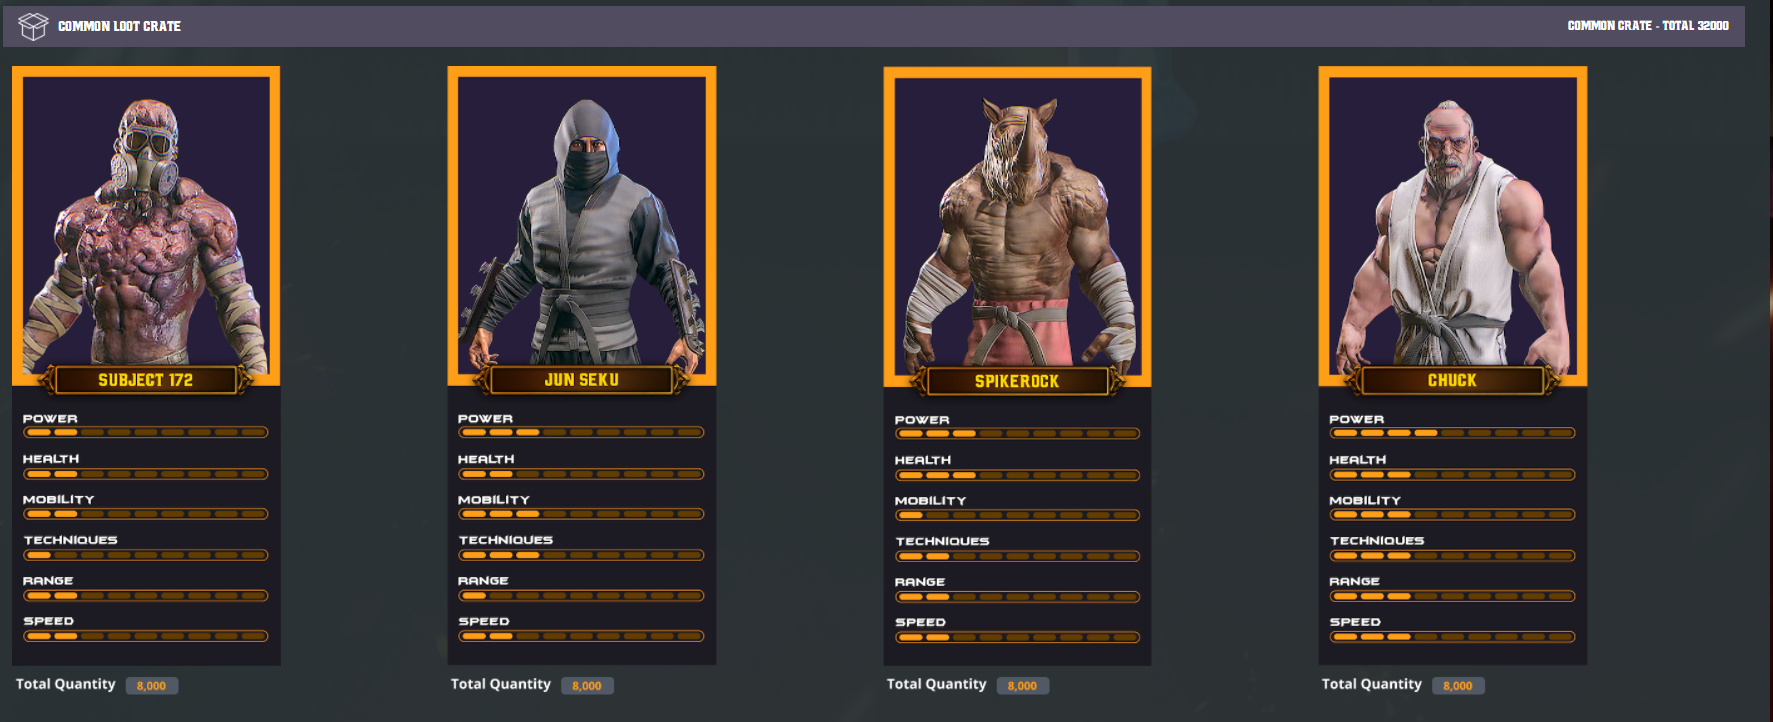 COMMON LOOT CRATE
COMMON CRATE - TOTAL 32000
SUBJECT 172
POWER
HEALTH
MOBILITY
TECHNIQUES
RANGE
SPEED
Total Quantity 8,000
JUN SEKU
POWER
HEALTH
MOBILITY
TECHNIQUES
RANGE
SPEED
Total Quantity 8,000
SPIKEROCK
POWER
HEALTH
MOBILITY
TECHNIQUES
RANGE
SPEED
Total Quantity 8,000
CHUCK
POWER
HEALTH
MOBILITY
TECHNIQUES
RANGE
SPEED
Total Quantity 8,000